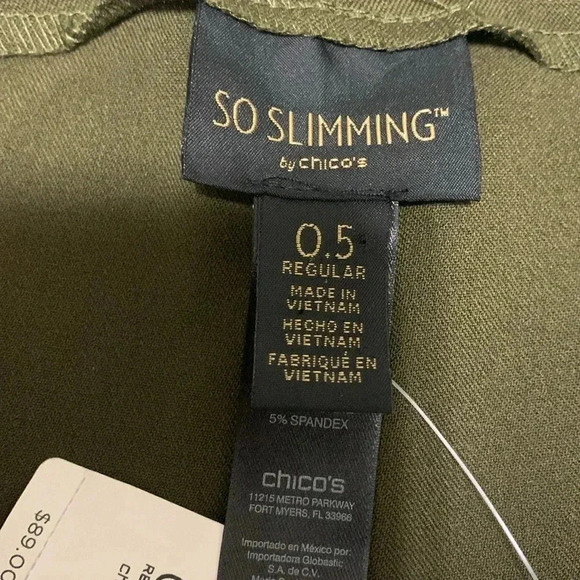 SO SLIMMING™
by chico's
0.5
REGULAR
MADE IN
VIETNAM
HECHO EN
VIETNAM
FABRIQUÉ EN
VIETNAM
5% SPANDEX
chico's
11215 METRO PARKWAY
FORT MYERS, FL 33966
Importado en México por:
Importadora Globastic,
S.A. de C.V.
$89.00